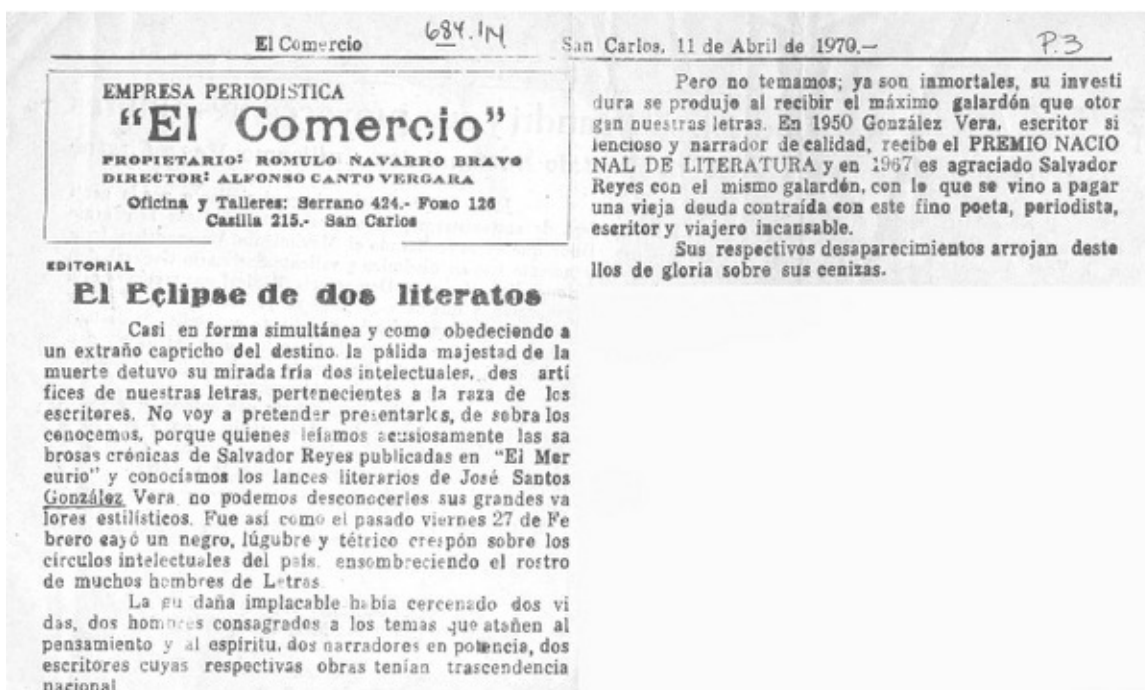 El Comercio 684.1N San Carlos, 11 de Abril de 1970.— P.3
EMPRESA PERIODISTICA
“El Comercio”
PROPIETARIO: ROMULO NAVARRO BRAVO
DIRECTOR: ALFONSO CANTO VERGARA
Oficina y Talleres: Serrano 424.- Fono 126
Casilla 215.- San Carlos
EDITORIAL
El Eclipse de dos literatos
Casi en forma simultánea y como obedeciendo a
un extraño capricho del destino, la pálida majestad de la
muerte detuvo su mirada fría dos intelectuales, dos artí
fices de nuestras letras, pertenecientes a la raza de los
escritores. No voy a pretender presentarlos, de sobra los
conocemos, porque quienes leíamos acusiosamente las sa
brosas crónicas de Salvador Reyes publicadas en “El Mer
curio” y conocíamos los lances literarios de José Santos
González Vera no podemos desconocerles sus grandes va
lores estilísticos. Fue así como el pasado viernes 27 de Fe
brero cayó un negro, lúgubre y tétrico crespón sobre los
círculos intelectuales del país, ensombreciendo el rostro
de muchos hombres de Letras
La gu daña implacable había cercenado dos vi
das, dos hombres consagrados a los temas que atañen al
pensamiento y al espíritu, dos narradores en potencia, dos
escritores cuyas respectivas obras tenían trascendencia
nacional
Pero no temamos; ya son inmortales, su investi
dura se produjo al recibir el máximo galardón que otor
gan nuestras letras. En 1950 González Vera, escritor si
lencioso y narrador de calidad, recibe el PREMIO NACIO
NAL DE LITERATURA y en 1967 es agraciado Salvador
Reyes con el mismo galardón, con lo que se vino a pagar
una vieja deuda contraída con este fino poeta, periodista,
escritor y viajero incansable.
Sus respectivos desaparecimientos arrojan deste
llos de gloria sobre sus cenizas.